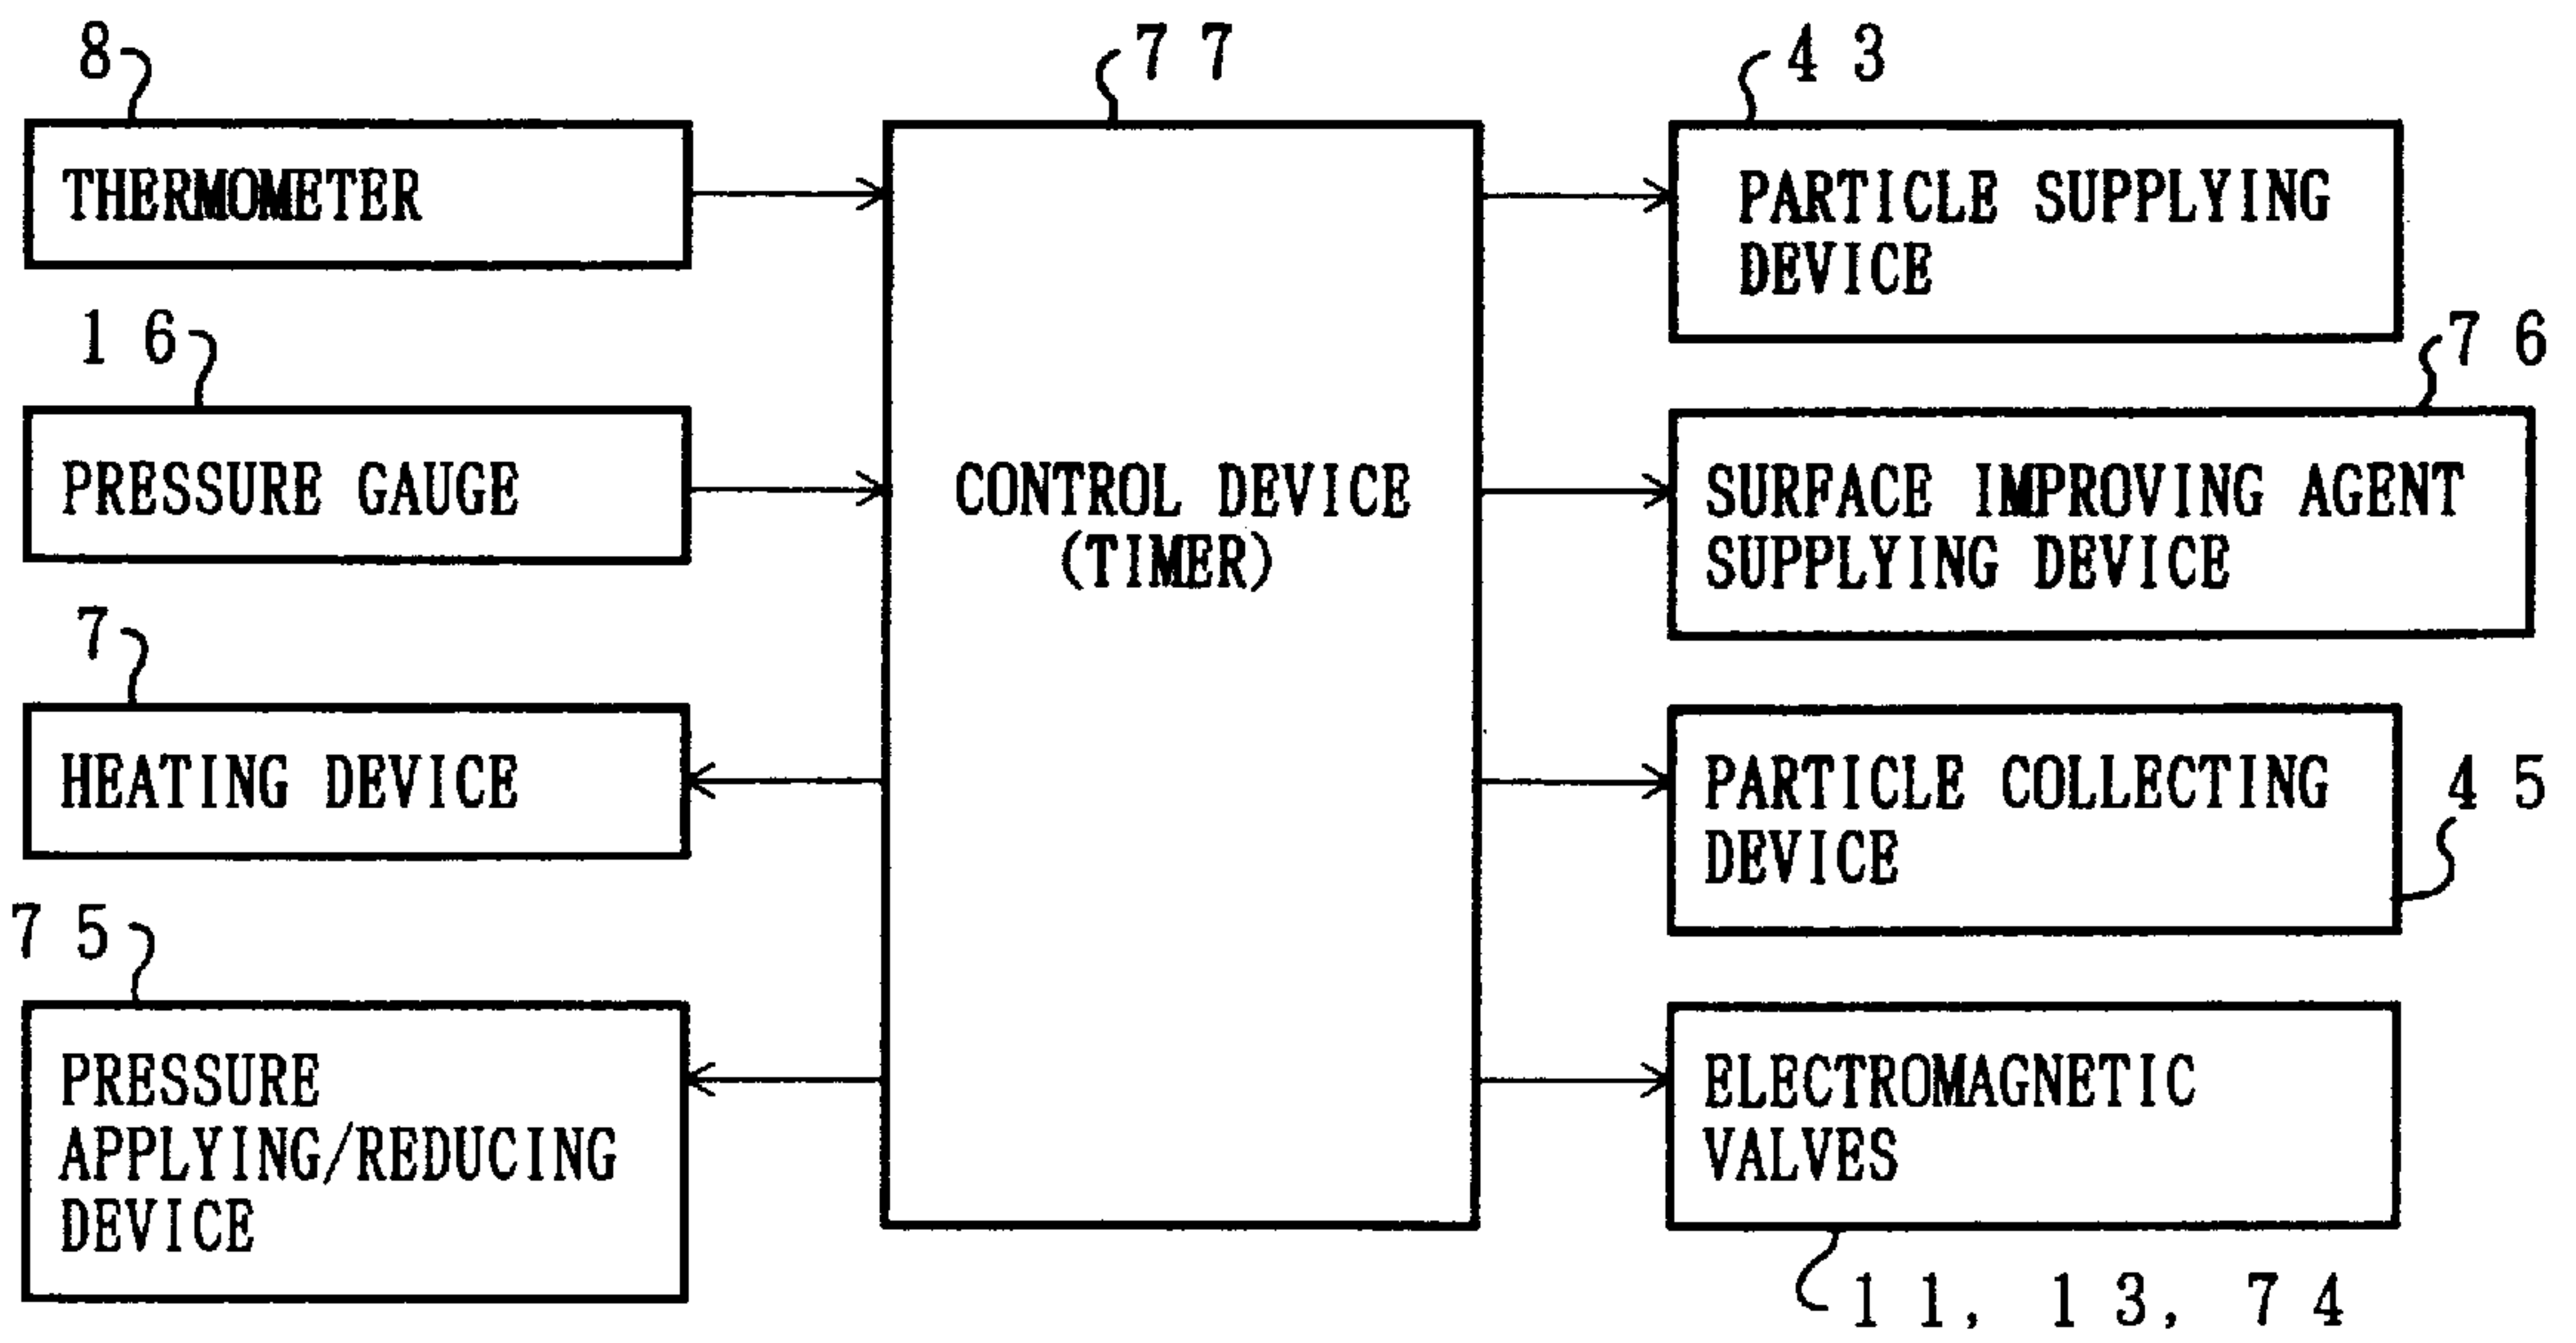 8
THERMOMETER
16
PRESSURE GAUGE
7
HEATING DEVICE
75
PRESSURE
APPLYING/REDUCING
DEVICE
77
CONTROL DEVICE
(TIMER)
43
PARTICLE SUPPLYING
DEVICE
76
SURFACE IMPROVING AGENT
SUPPLYING DEVICE
PARTICLE COLLECTING
DEVICE
45
ELECTROMAGNETIC
VALVES
11, 13, 74